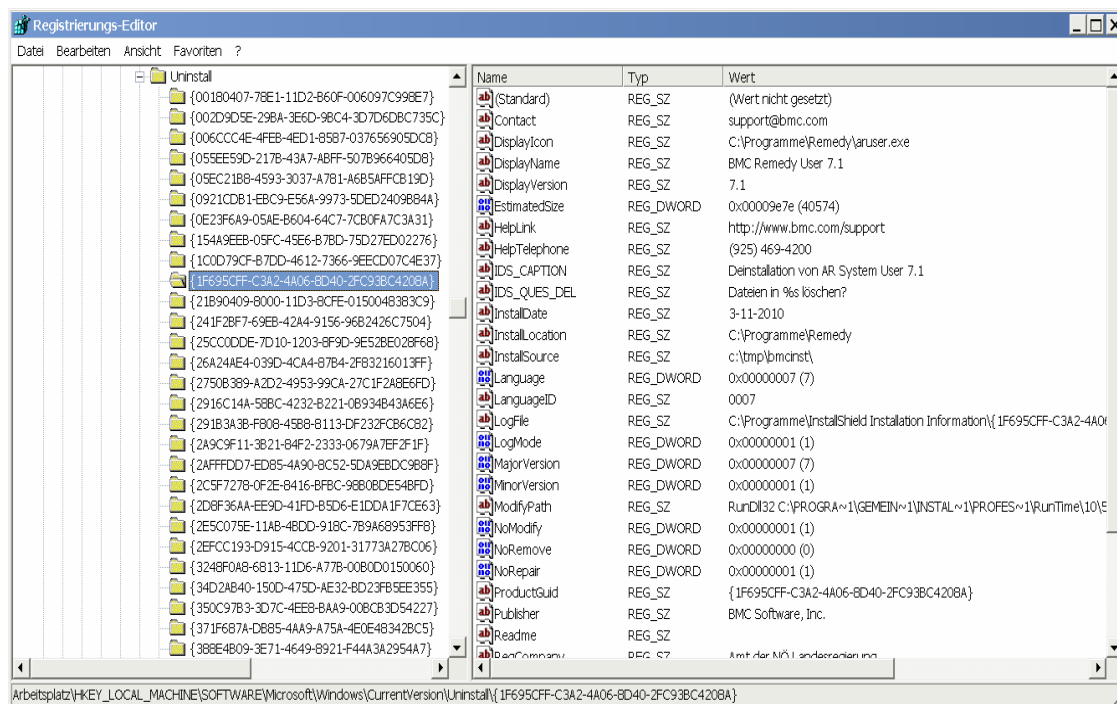 Registrierungs-Editor
Datei Bearbeiten Ansicht Favoriten ?
Uninstall
{00180407-78E1-11D2-B60F-006097C998E7}
{002D9D5E-29BA-3E6D-9BC4-3D7D6DBC735C}
{006CCC4E-4FEB-4ED1-85B7-037656905DC8}
{055EE59D-217B-43A7-ABFF-507B966405D8}
{05EC21B8-4593-3037-A781-A6B5AFFCB19D}
{0921CDB1-EBC9-E56A-9973-5DED2409B84A}
{0E23F6A9-05AE-B604-64C7-7CB0FA7C3A31}
{154A9EEB-05FC-45E6-B7BD-75D27ED02276}
{1C0D79CF-B7DD-4612-7366-9EECD07C4E37}
{1F695CFF-C3A2-4A06-8D40-2FC93BC4208A}
{21B90409-8000-11D3-8CFE-0150048383C9}
{241F2BF7-69EB-42A4-9156-96B2426C7504}
{25CC0DDE-7D10-1203-8F9D-9E52BE028F68}
{26A24AE4-039D-4CA4-87B4-2F83216013FF}
{2750B389-A2D2-4953-99CA-27C1F2A8E6FD}
{2916C14A-58BC-4232-B221-0B934B43A6E6}
{291B3A3B-F808-45B8-8113-DF232FCB6C82}
{2A9C9F11-3B21-84F2-2333-0679A7EF2F1F}
{2AFFFDD7-ED85-4A90-8C52-5DA9EBDC9B8F}
{2C5F7278-0F2E-8416-BFBC-98B0BDE54BFD}
{2D8F36AA-EE9D-41FD-B5D6-E1DDA1F7CE63}
{2E5C075E-11AB-4BDD-918C-7B9A68953FF8}
{2EFCC193-D915-4CCB-9201-31773A27BC06}
{3248F0A8-6813-11D6-A77B-00B0D0150060}
{34D2AB40-150D-475D-AE32-BD23FB5EE355}
{350C97B3-3D7C-4EE8-BAA9-00BCB3D54227}
{371F687A-DB85-4AA9-A75A-4E0E48342BC5}
{388E4B09-3E71-4649-8921-F44A3A2954A7}
Name Typ Wert
(Standard) REG_SZ (Wert nicht gesetzt)
Contact REG_SZ support@bmc.com
DisplayIcon REG_SZ C:\Programme\Remedy\aruser.exe
DisplayName REG_SZ BMC Remedy User 7.1
DisplayVersion REG_SZ 7.1
EstimatedSize REG_DWORD 0x00009e7e (40574)
HelpLink REG_SZ http://www.bmc.com/support
HelpTelephone REG_SZ (925) 469-4200
IDS_CAPTION REG_SZ Deinstallation von AR System User 7.1
IDS_QUES_DEL REG_SZ Dateien in %s löschen?
InstallDate REG_SZ 3-11-2010
InstallLocation REG_SZ C:\Programme\Remedy
InstallSource REG_SZ c:\tmp\bmcinst\
Language REG_DWORD 0x00000007 (7)
LanguageID REG_SZ 0007
LogFile REG_SZ C:\Programme\InstallShield Installation Information\{1F695CFF-C3A2-4A06
LogMode REG_DWORD 0x00000001 (1)
MajorVersion REG_DWORD 0x00000007 (7)
MinorVersion REG_DWORD 0x00000001 (1)
ModifyPath REG_SZ RunDll32 C:\PROGRA~1\GEMEIN~1\INSTAL~1\PROFES~1\RunTime\10\5
NoModify REG_DWORD 0x00000001 (1)
NoRemove REG_DWORD 0x00000000 (0)
NoRepair REG_DWORD 0x00000001 (1)
ProductGuid REG_SZ {1F695CFF-C3A2-4A06-8D40-2FC93BC4208A}
Publisher REG_SZ BMC Software, Inc.
Readme REG_SZ
RegCompany REG_SZ Amt der NÖ Landesregierung
Arbeitsplatz\HKEY_LOCAL_MACHINE\SOFTWARE\Microsoft\Windows\CurrentVersion\Uninstall\{1F695CFF-C3A2-4A06-8D40-2FC93BC4208A}